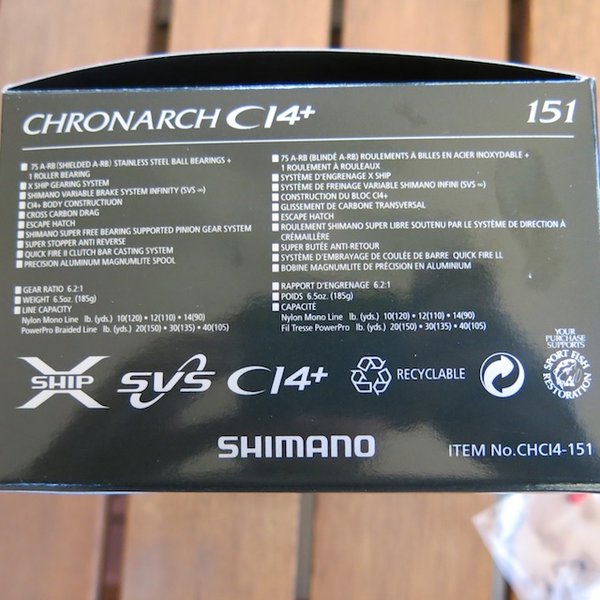 CHRONARCH CI4+ 151
75 A-RB (SHIELDED A-RB) STAINLESS STEEL BALL BEARINGS +
1 ROLLER BEARING
X SHIP GEARING SYSTEM
SHIMANO VARIABLE BRAKE SYSTEM INFINITY (SVS ∞)
CI4+ BODY CONSTRUCTIUON
CROSS CARBON DRAG
ESCAPE HATCH
SHIMANO SUPER FREE BEARING SUPPORTED PINION GEAR SYSTEM
SUPER STOPPER ANTI REVERSE
QUICK FIRE II CLUTCH BAR CASTING SYSTEM
PRECISION ALUMINUM MAGNUMLITE SPOOL
GEAR RATIO 6.2:1
WEIGHT 6.5oz. (185g)
LINE CAPACITY
Nylon Mono Line lb. (yds.) 10(120) • 12(110) • 14(90)
PowerPro Braided Line lb. (yds.) 20(150) • 30(135) • 40(105)
75 A-RB (BLINDÉ A-RB) ROULEMENTS À BILLES EN ACIER INOXYDABLE +
1 ROULEMENT À ROULEAUX
SYSTÈME D'ENGRENAGE X SHIP
SYSTÈME DE FREINAGE VARIABLE SHIMANO INFINI (SVS ∞)
CONSTRUCTION DU BLOC CI4+
GLISSEMENT DE CARBONE TRANSVERSAL
ESCAPE HATCH
ROULEMENT SHIMANO SUPER LIBRE SOUTENU PAR LE SYSTÈME DE DIRECTION À
CRÉMAILLÈRE
SUPER BUTÉE ANTI-RETOUR
SYSTÈME D'EMBRAYAGE DE COULÉE DE BARRE QUICK FIRE LL
BOBINE MAGNUMLITE DE PRÉCISION EN ALUMINIUM
RAPPORT D'ENGRENAGE 6.2:1
POIDS 6.5oz. (185g)
CAPACITÉ
Nylon Mono Line lb. (yds.) 10(120) • 12(110) • 14(90)
Fil Tresse PowerPro lb. (yds.) 20(150) • 30(135) • 40(105)
X SHIP SVS CI4+ RECYCLABLE
YOUR
PURCHASE
SUPPORTS
SPORT FISH
RESTORATION
SHIMANO
ITEM No.CHCI4-151